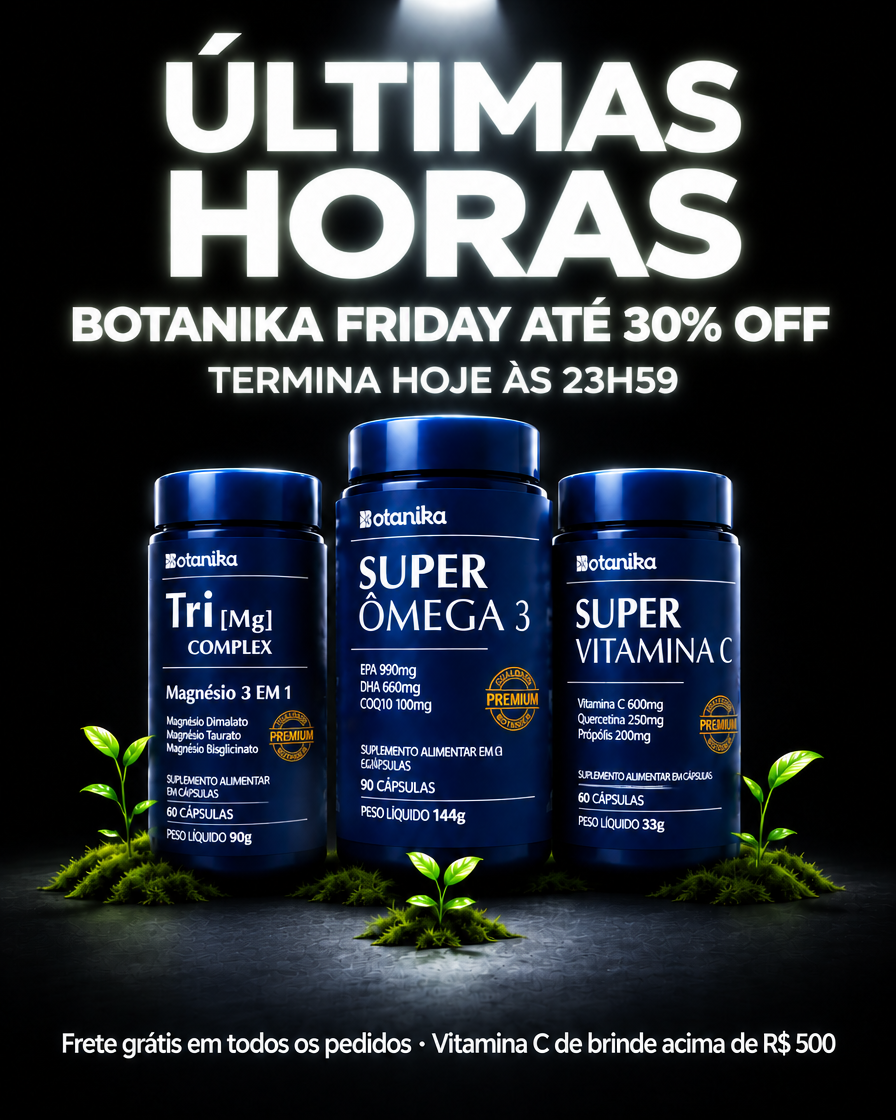 ÚLTIMAS
HORAS
BOTANIKA FRIDAY ATÉ 30% OFF
TERMINA HOJE ÀS 23H59
Botanika
Tri [Mg]
COMPLEX
Magnésio 3 EM 1
Magnésio Dimalato
Magnésio Taurato
Magnésio Bisglicinato
PREMIUM
SUPLEMENTO ALIMENTAR
EM CÁPSULAS
60 CÁPSULAS
PESO LÍQUIDO 90g
Botanika
SUPER
ÔMEGA 3
EPA 990mg
DHA 660mg
COQ10 100mg
PREMIUM
SUPLEMENTO ALIMENTAR EM
90 CÁPSULAS
PESO LÍQUIDO 144g
Botanika
SUPER
VITAMINA C
Vitamina C 600mg
Quercetina 250mg
Própolis 200mg
PREMIUM
SUPLEMENTO ALIMENTAR EM CÁPSULAS
60 CÁPSULAS
PESO LÍQUIDO 33g
Frete grátis em todos os pedidos · Vitamina C de brinde acima de R$ 500